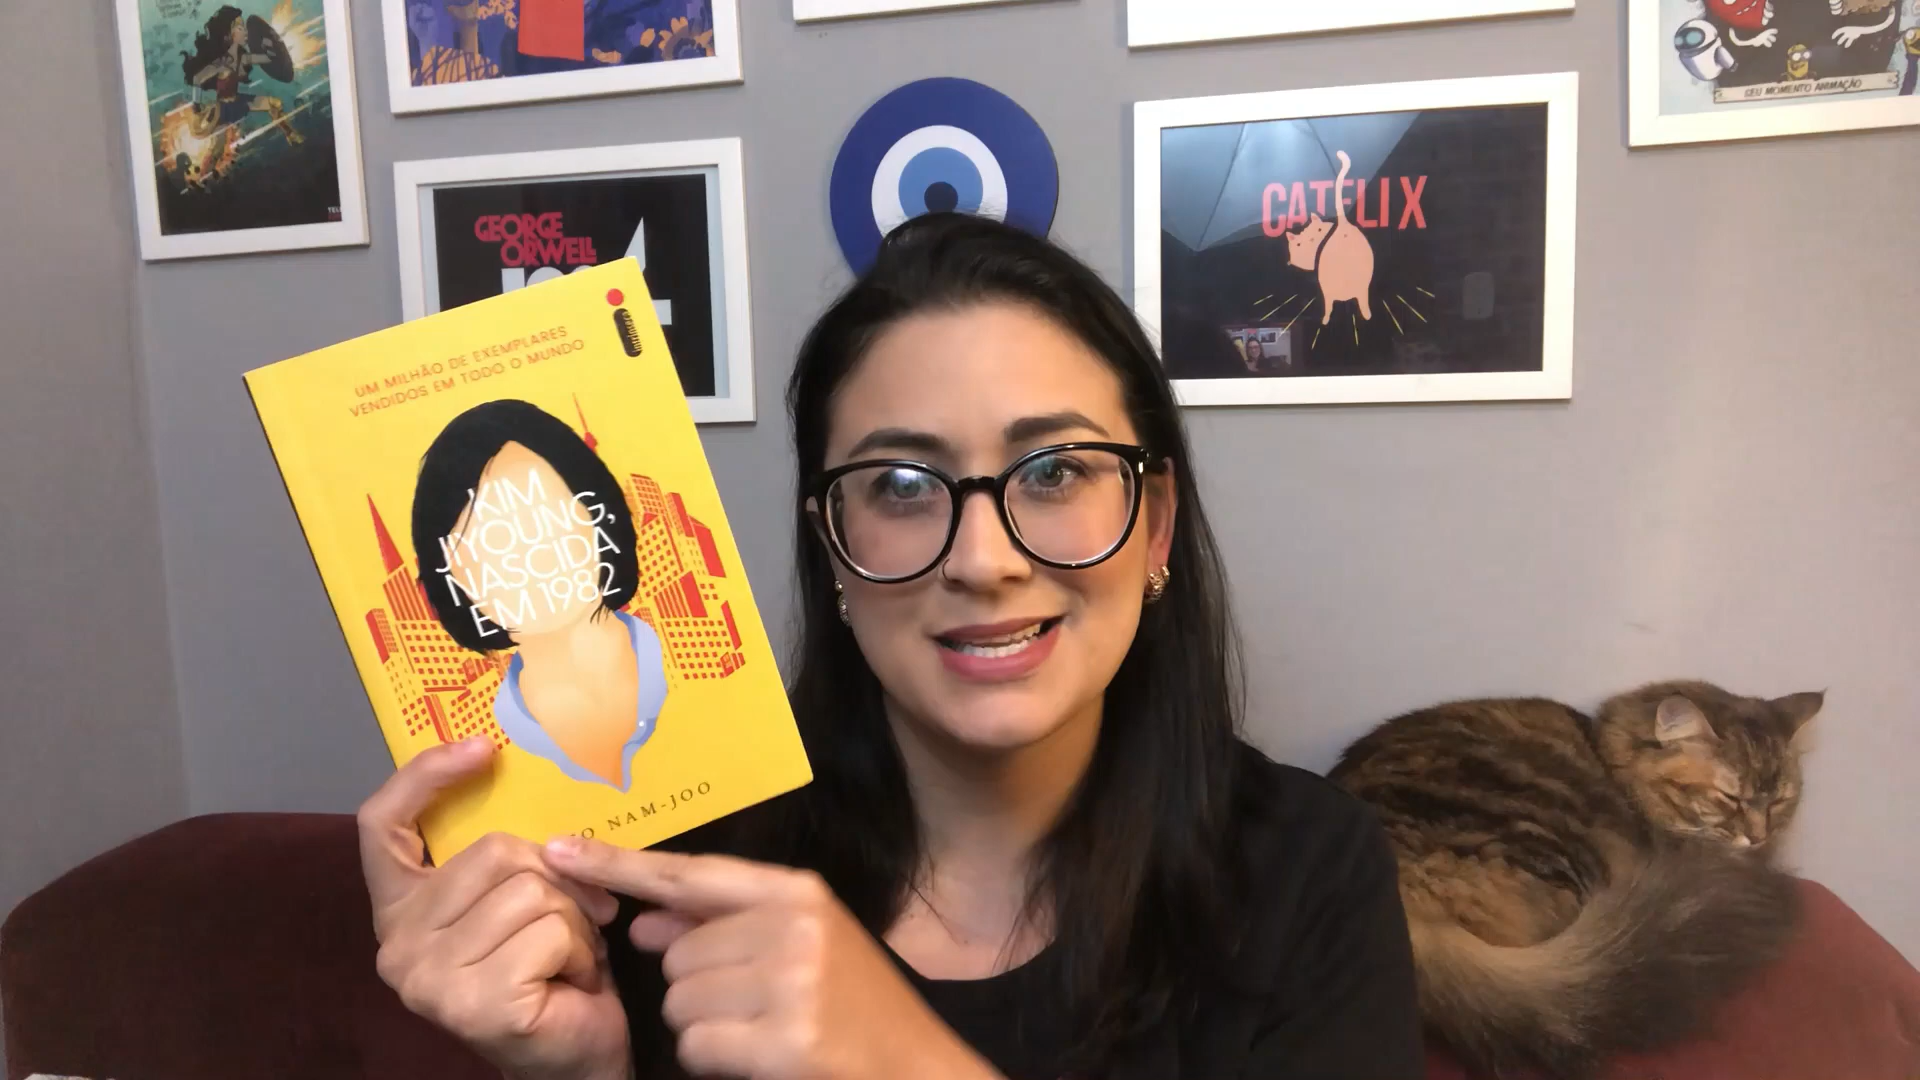 GEORGE
ORWELL
CATFLIX
SEU MOMENTO ANIMAÇÃO
UM MILHÃO DE EXEMPLARES
VENDIDOS EM TODO O MUNDO
intrínseca
KIM
JIYOUNG,
NASCIDA
EM 1982
NAM-JOO